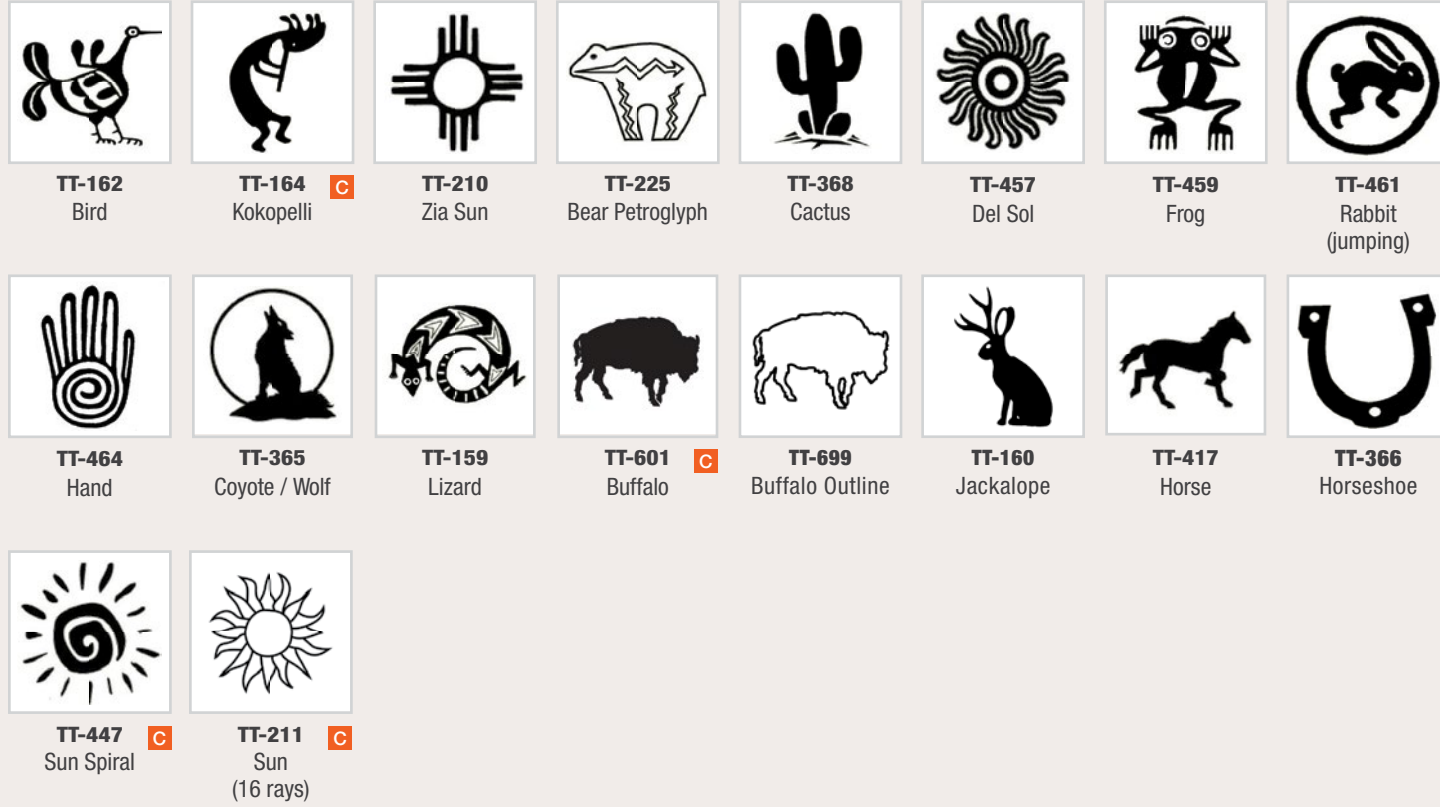 TT-162
Bird
TT-164 C
Kokopelli
TT-210
Zia Sun
TT-225
Bear Petroglyph
TT-368
Cactus
TT-457
Del Sol
TT-459
Frog
TT-461
Rabbit
(jumping)
TT-464
Hand
TT-365
Coyote / Wolf
TT-159
Lizard
TT-601 C
Buffalo
TT-699
Buffalo Outline
TT-160
Jackalope
TT-417
Horse
TT-366
Horseshoe
TT-447 C
Sun Spiral
TT-211 C
Sun
(16 rays)